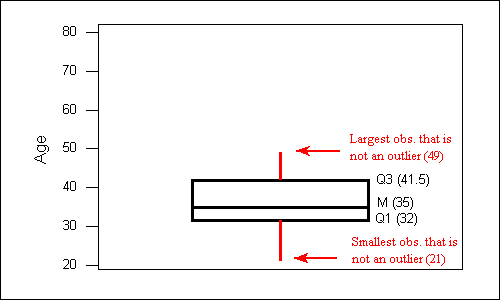 80
70
60
50
40
30
20
Age
Largest obs. that is
not an outlier (49)
Q3 (41.5)
M (35)
Q1 (32)
Smallest obs. that is
not an outlier (21)